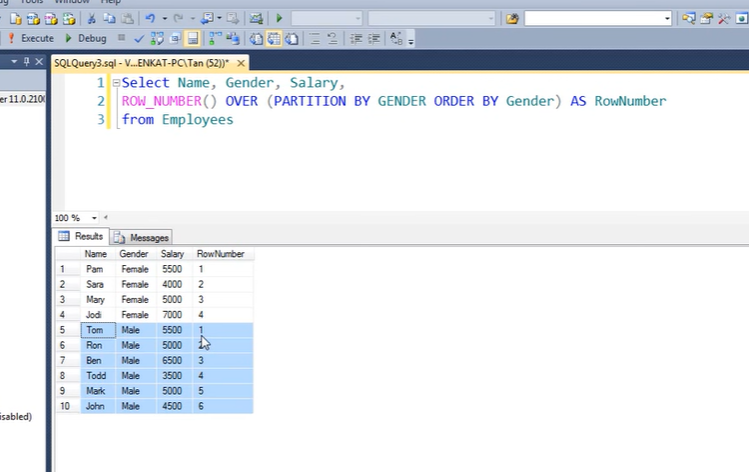 Window Help
Execute Debug
SQLQuery3.sql - V...ENKAT-PC\Tan (52))*
er 11.0.2100
1 Select Name, Gender, Salary,
2 ROW_NUMBER() OVER (PARTITION BY GENDER ORDER BY Gender) AS RowNumber
3 from Employees
100 %
Results Messages
Name Gender Salary RowNumber
1 Pam Female 5500 1
2 Sara Female 4000 2
3 Mary Female 5000 3
4 Jodi Female 7000 4
5 Tom Male 5500 1
6 Ron Male 5000 2
7 Ben Male 6500 3
8 Todd Male 3500 4
9 Mark Male 5000 5
10 John Male 4500 6
isabled)